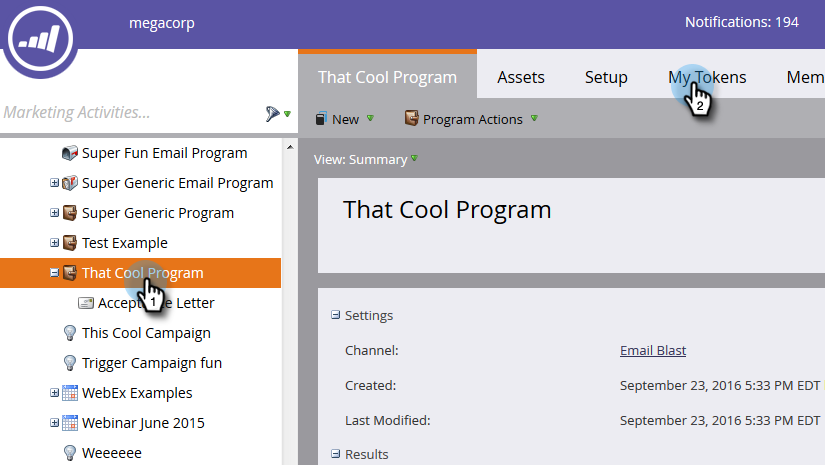 megacorp
Notifications: 194
That Cool Program Assets Setup My Tokens Mem
2
Marketing Activities...
New Program Actions
View: Summary
Super Fun Email Program
Super Generic Email Program
Super Generic Program
Test Example
That Cool Program
1
Letter
This Cool Campaign
Trigger Campaign fun
WebEx Examples
Webinar June 2015
Weeeeee
That Cool Program
Settings
Channel: Email Blast
Created: September 23, 2016 5:33 PM EDT
Last Modified: September 23, 2016 5:33 PM EDT
Results